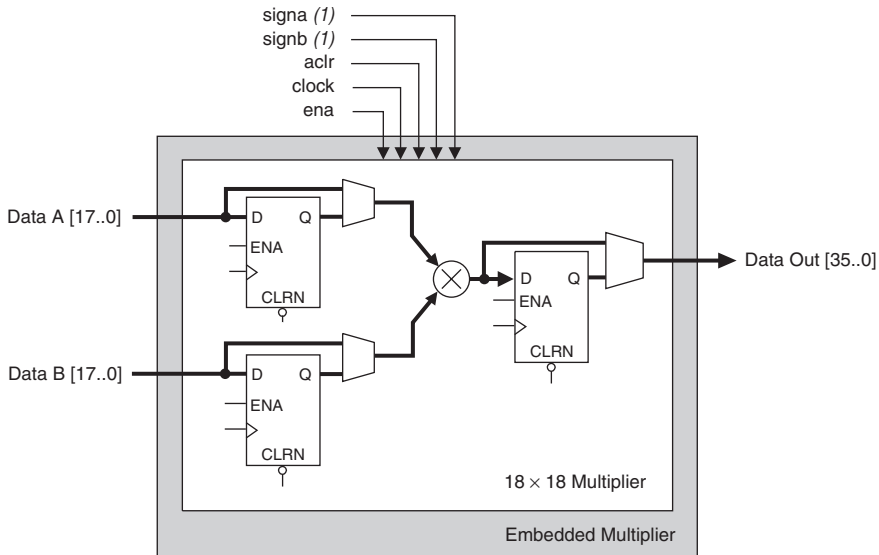 signa (1)
signb (1)
aclr
clock
ena
Data A [17..0]
D Q
ENA
CLRN
Data Out [35..0]
D Q
ENA
CLRN
Data B [17..0]
D Q
ENA
CLRN
18 × 18 Multiplier
Embedded Multiplier